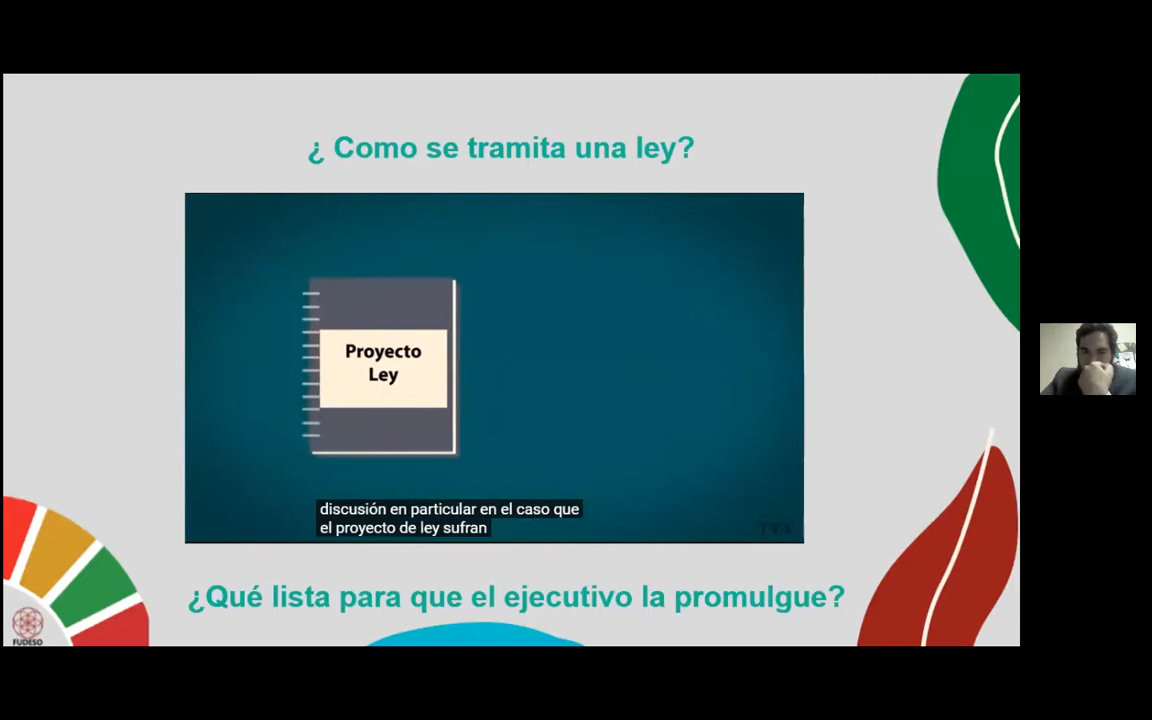 ¿ Como se tramita una ley?
Proyecto
Ley
discusión en particular en el caso que
el proyecto de ley sufran
¿Qué lista para que el ejecutivo la promulgue?
FUDESO